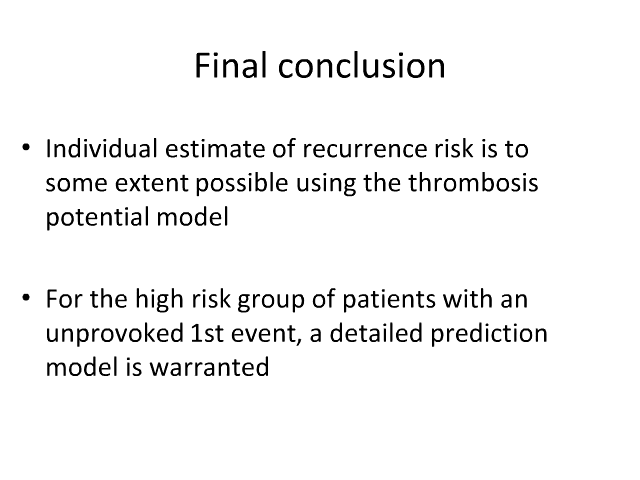 Final conclusion
• Individual estimate of recurrence risk is to
some extent possible using the thrombosis
potential model
• For the high risk group of patients with an
unprovoked 1st event, a detailed prediction
model is warranted